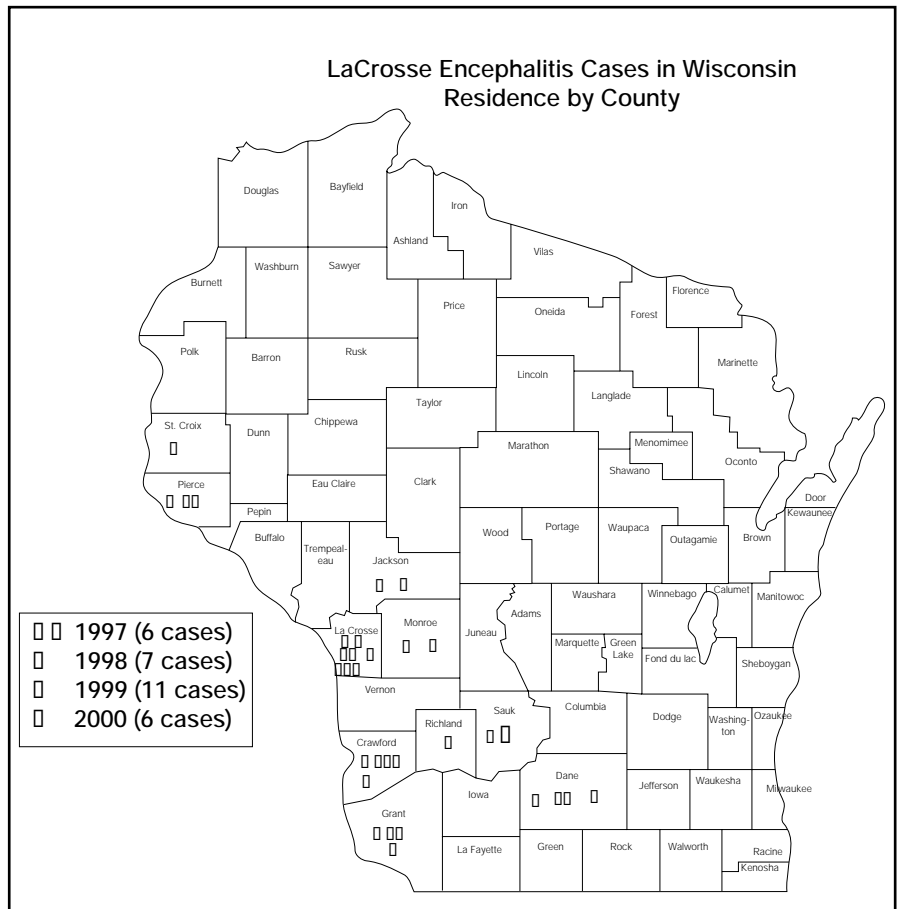 LaCrosse Encephalitis Cases in Wisconsin
Residence by County
Douglas
Bayfield
Iron
Ashland
Vilas
Burnett
Washburn
Sawyer
Florence
Price
Oneida
Forest
Polk
Barron
Rusk
Marinette
Lincoln
Langlade
Taylor
St. Croix
Chippewa
Dunn
Marathon
Menomimee
Oconto
Shawano
Pierce
Eau Claire
Clark
Door
Pepin
Kewaunee
Buffalo
Wood
Portage
Waupaca
Brown
Outagamie
Trempeal-
eau
Jackson
Waushara
Winnebago
Calumet
Manitowoc
Adams
La Crosse
Monroe
Juneau
Marquette
Green
Lake
Fond du lac
Sheboygan
▯▯ 1997 (6 cases)
▯ 1998 (7 cases)
▯ 1999 (11 cases)
▯ 2000 (6 cases)
Vernon
Richland
Sauk
Columbia
Dodge
Washing-
ton
Ozaukee
Crawford
Dane
Iowa
Jefferson
Waukesha
Milwaukee
Grant
La Fayette
Green
Rock
Walworth
Racine
Kenosha